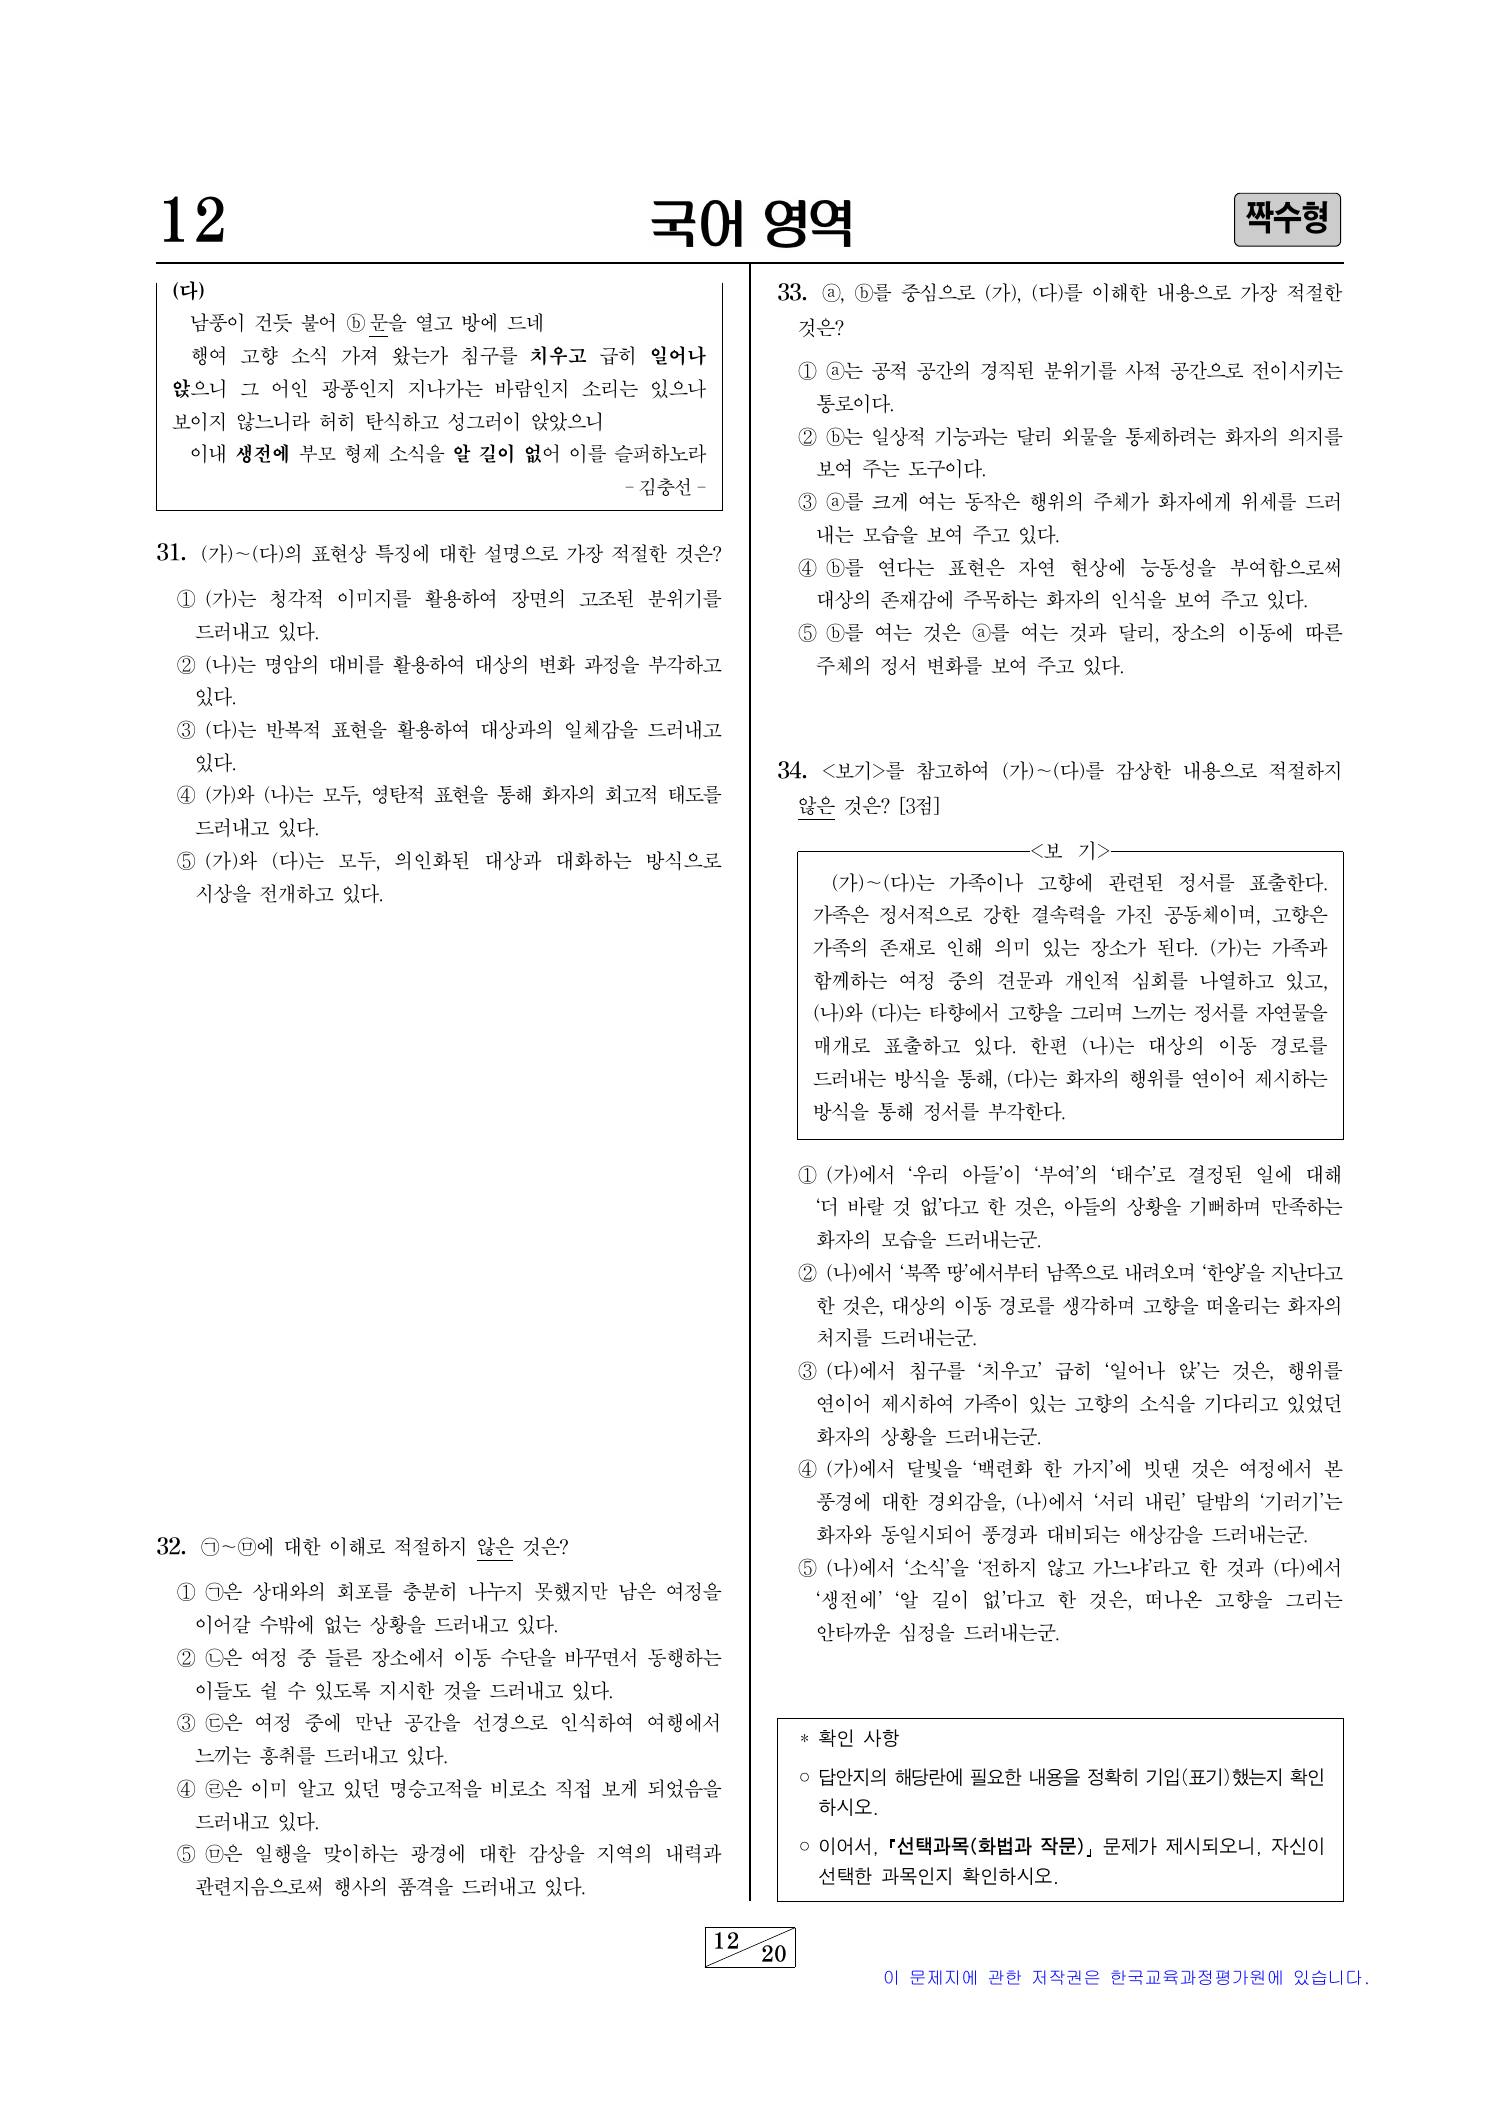 12
국어 영역
짝수형
(다)
남풍이 건듯 불어 ⓑ 문을 열고 방에 드네
행여 고향 소식 가져 왔는가 침구를 치우고 급히 일어나
앉으니 그 어인 광풍인지 지나가는 바람인지 소리는 있으나
보이지 않느니라 허히 탄식하고 성그러이 앉았으니
이내 생전에 부모 형제 소식을 알 길이 없어 이를 슬퍼하노라
- 김충선 -
31. (가)~(다)의 표현상 특징에 대한 설명으로 가장 적절한 것은?
① (가)는 청각적 이미지를 활용하여 장면의 고조된 분위기를
드러내고 있다.
② (나)는 명암의 대비를 활용하여 대상의 변화 과정을 부각하고
있다.
③ (다)는 반복적 표현을 활용하여 대상과의 일체감을 드러내고
있다.
④ (가)와 (나)는 모두, 영탄적 표현을 통해 화자의 회고적 태도를
드러내고 있다.
⑤ (가)와 (다)는 모두, 의인화된 대상과 대화하는 방식으로
시상을 전개하고 있다.
32. ㉠~㉤에 대한 이해로 적절하지 않은 것은?
① ㉠은 상대와의 회포를 충분히 나누지 못했지만 남은 여정을
이어갈 수밖에 없는 상황을 드러내고 있다.
② ㉡은 여정 중 들른 장소에서 이동 수단을 바꾸면서 동행하는
이들도 쉴 수 있도록 지시한 것을 드러내고 있다.
③ ㉢은 여정 중에 만난 공간을 선경으로 인식하여 여행에서
느끼는 흥취를 드러내고 있다.
④ ㉣은 이미 알고 있던 명승고적을 비로소 직접 보게 되었음을
드러내고 있다.
⑤ ㉤은 일행을 맞이하는 광경에 대한 감상을 지역의 내력과
관련지음으로써 행사의 품격을 드러내고 있다.
33. ⓐ, ⓑ를 중심으로 (가), (다)를 이해한 내용으로 가장 적절한
것은?
① ⓐ는 공적 공간의 경직된 분위기를 사적 공간으로 전이시키는
통로이다.
② ⓑ는 일상적 기능과는 달리 외물을 통제하려는 화자의 의지를
보여 주는 도구이다.
③ ⓐ를 크게 여는 동작은 행위의 주체가 화자에게 위세를 드러
내는 모습을 보여 주고 있다.
④ ⓑ를 연다는 표현은 자연 현상에 능동성을 부여함으로써
대상의 존재감에 주목하는 화자의 인식을 보여 주고 있다.
⑤ ⓑ를 여는 것은 ⓐ를 여는 것과 달리, 장소의 이동에 따른
주체의 정서 변화를 보여 주고 있다.
34. <보기>를 참고하여 (가)~(다)를 감상한 내용으로 적절하지
않은 것은? [3점]
<보 기>
(가)~(다)는 가족이나 고향에 관련된 정서를 표출한다.
가족은 정서적으로 강한 결속력을 가진 공동체이며, 고향은
가족의 존재로 인해 의미 있는 장소가 된다. (가)는 가족과
함께하는 여정 중의 견문과 개인적 심회를 나열하고 있고,
(나)와 (다)는 타향에서 고향을 그리며 느끼는 정서를 자연물을
매개로 표출하고 있다. 한편 (나)는 대상의 이동 경로를
드러내는 방식을 통해, (다)는 화자의 행위를 연이어 제시하는
방식을 통해 정서를 부각한다.
① (가)에서 ‘우리 아들’이 ‘부여’의 ‘태수’로 결정된 일에 대해
‘더 바랄 것 없’다고 한 것은, 아들의 상황을 기뻐하며 만족하는
화자의 모습을 드러내는군.
② (나)에서 ‘북쪽 땅’에서부터 남쪽으로 내려오며 ‘한양’을 지난다고
한 것은, 대상의 이동 경로를 생각하며 고향을 떠올리는 화자의
처지를 드러내는군.
③ (다)에서 침구를 ‘치우고’ 급히 ‘일어나 앉’는 것은, 행위를
연이어 제시하여 가족이 있는 고향의 소식을 기다리고 있었던
화자의 상황을 드러내는군.
④ (가)에서 달빛을 ‘백련화 한 가지’에 빗댄 것은 여정에서 본
풍경에 대한 경외감을, (나)에서 ‘서리 내린’ 달밤의 ‘기러기’는
화자와 동일시되어 풍경과 대비되는 애상감을 드러내는군.
⑤ (나)에서 ‘소식’을 ‘전하지 않고 가느냐’라고 한 것과 (다)에서
‘생전에’ ‘알 길이 없’다고 한 것은, 떠나온 고향을 그리는
안타까운 심정을 드러내는군.
* 확인 사항
○ 답안지의 해당란에 필요한 내용을 정확히 기입(표기)했는지 확인
하시오.
○ 이어서, 「선택과목(화법과 작문)」 문제가 제시되오니, 자신이
선택한 과목인지 확인하시오.
12
20
이 문제지에 관한 저작권은 한국교육과정평가원에 있습니다.